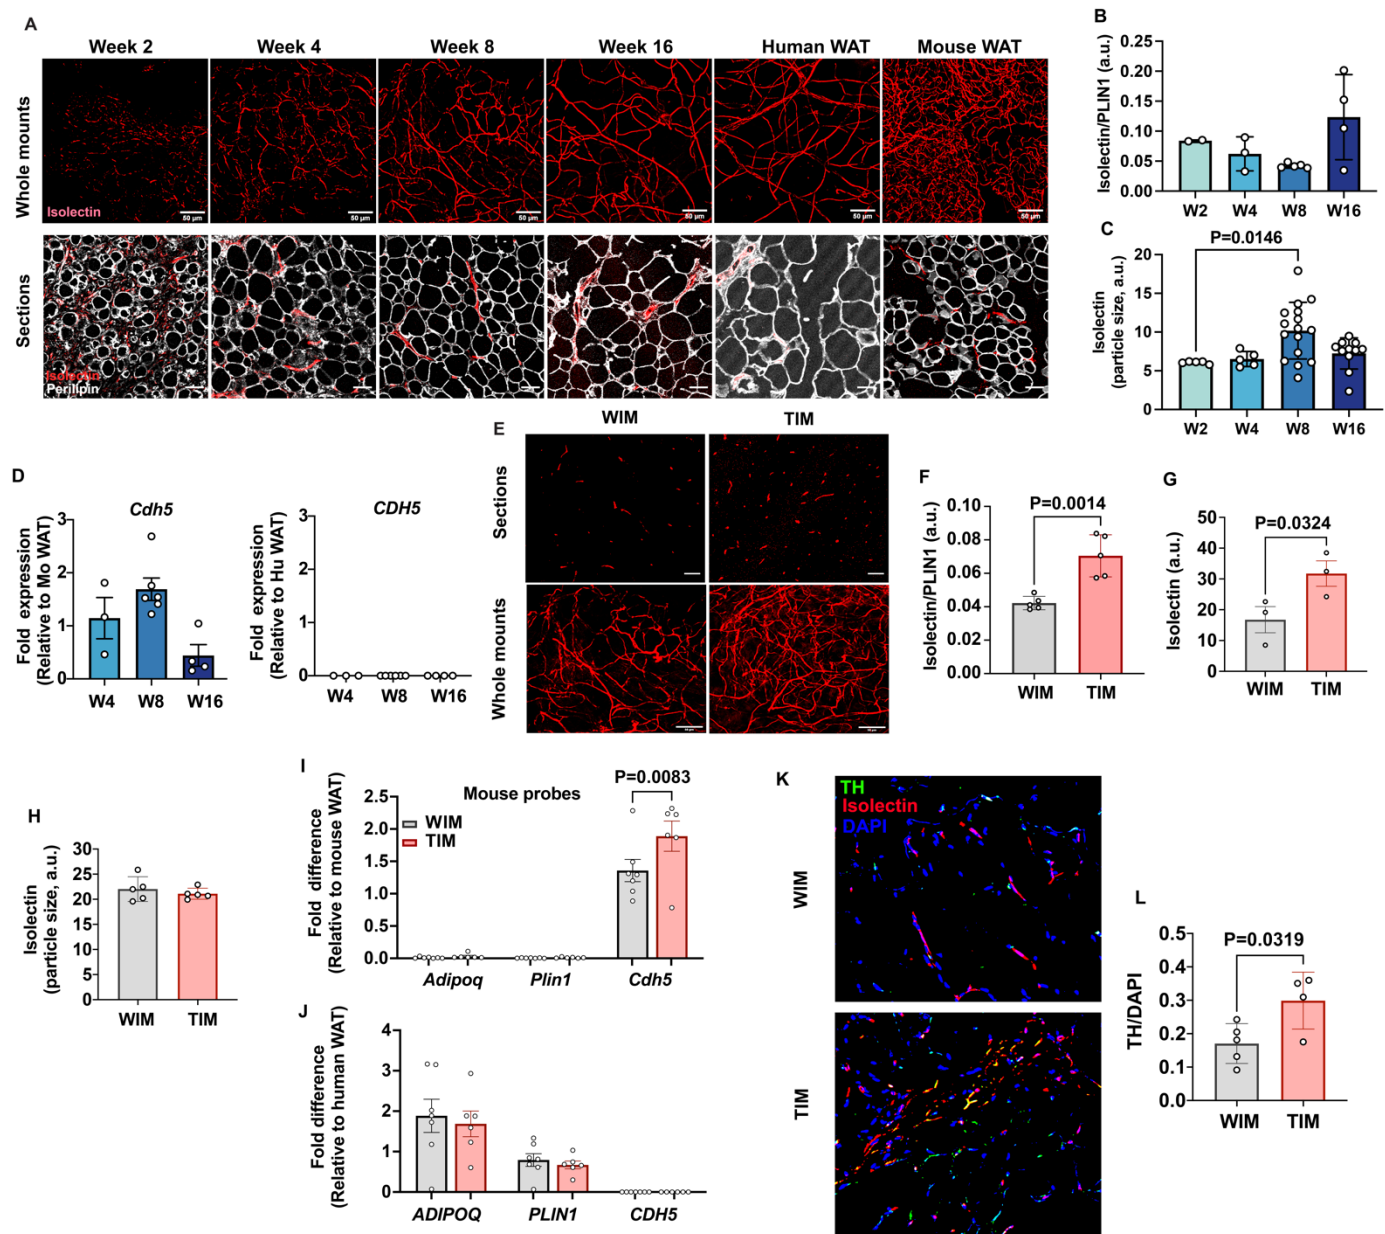 A
Week 2
Week 4
Week 8
Week 16
Human WAT
Mouse WAT
Whole mounts
Isolectin
50 µm
50 µm
50 µm
50 µm
50 µm
50 µm
Sections
Isolectin
Perilipin
B
Isolectin/PLIN1 (a.u.)
0.25
0.20
0.15
0.10
0.05
0.00
W2
W4
W8
W16
C
P=0.0146
Isolectin
(particle size, a.u.)
20
15
10
5
0
W2
W4
W8
W16
D
Cdh5
Fold expression
(Relative to Mo WAT)
3
2
1
0
W4
W8
W16
CDH5
Fold expression
(Relative to Hu WAT)
3
2
1
0
W4
W8
W16
E
WIM
TIM
Sections
Whole mounts
F
P=0.0014
Isolectin/PLIN1 (a.u.)
0.10
0.08
0.06
0.04
0.02
0.00
WIM
TIM
G
P=0.0324
Isolectin (a.u.)
50
40
30
20
10
0
WIM
TIM
H
Isolectin
(particle size, a.u.)
30
25
20
15
10
5
0
WIM
TIM
I
Mouse probes
P=0.0083
WIM
TIM
Fold difference
(Relative to mouse WAT)
2.5
2.0
1.5
1.0
0.5
0.0
Adipoq
Plin1
Cdh5
J
Fold difference
(Relative to human WAT)
4
3
2
1
0
ADIPOQ
PLIN1
CDH5
K
TH
Isolectin
DAPI
WIM
TIM
L
P=0.0319
TH/DAPI
0.5
0.4
0.3
0.2
0.1
0.0
WIM
TIM